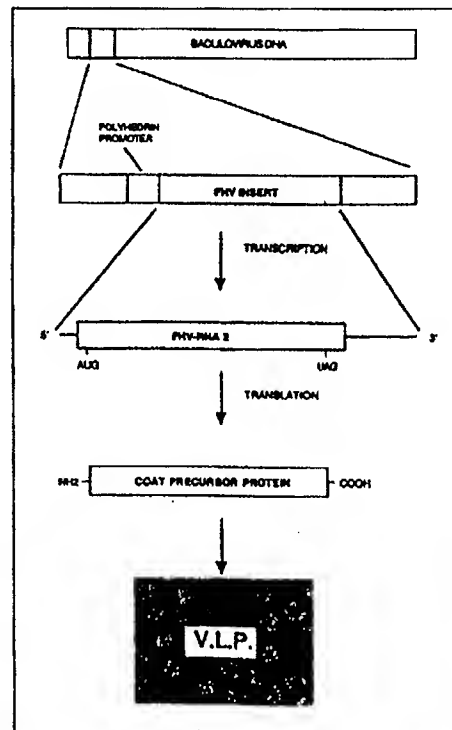 BACULOVIRUS DNA
POLYHEDRIN
PROMOTER
FHV INSERT
TRANSCRIPTION
5'
3'
FHV-RNA 2
AUG
UAG
TRANSLATION
NH2
COAT PRECURSOR PROTEIN
COOH
V.L.P.